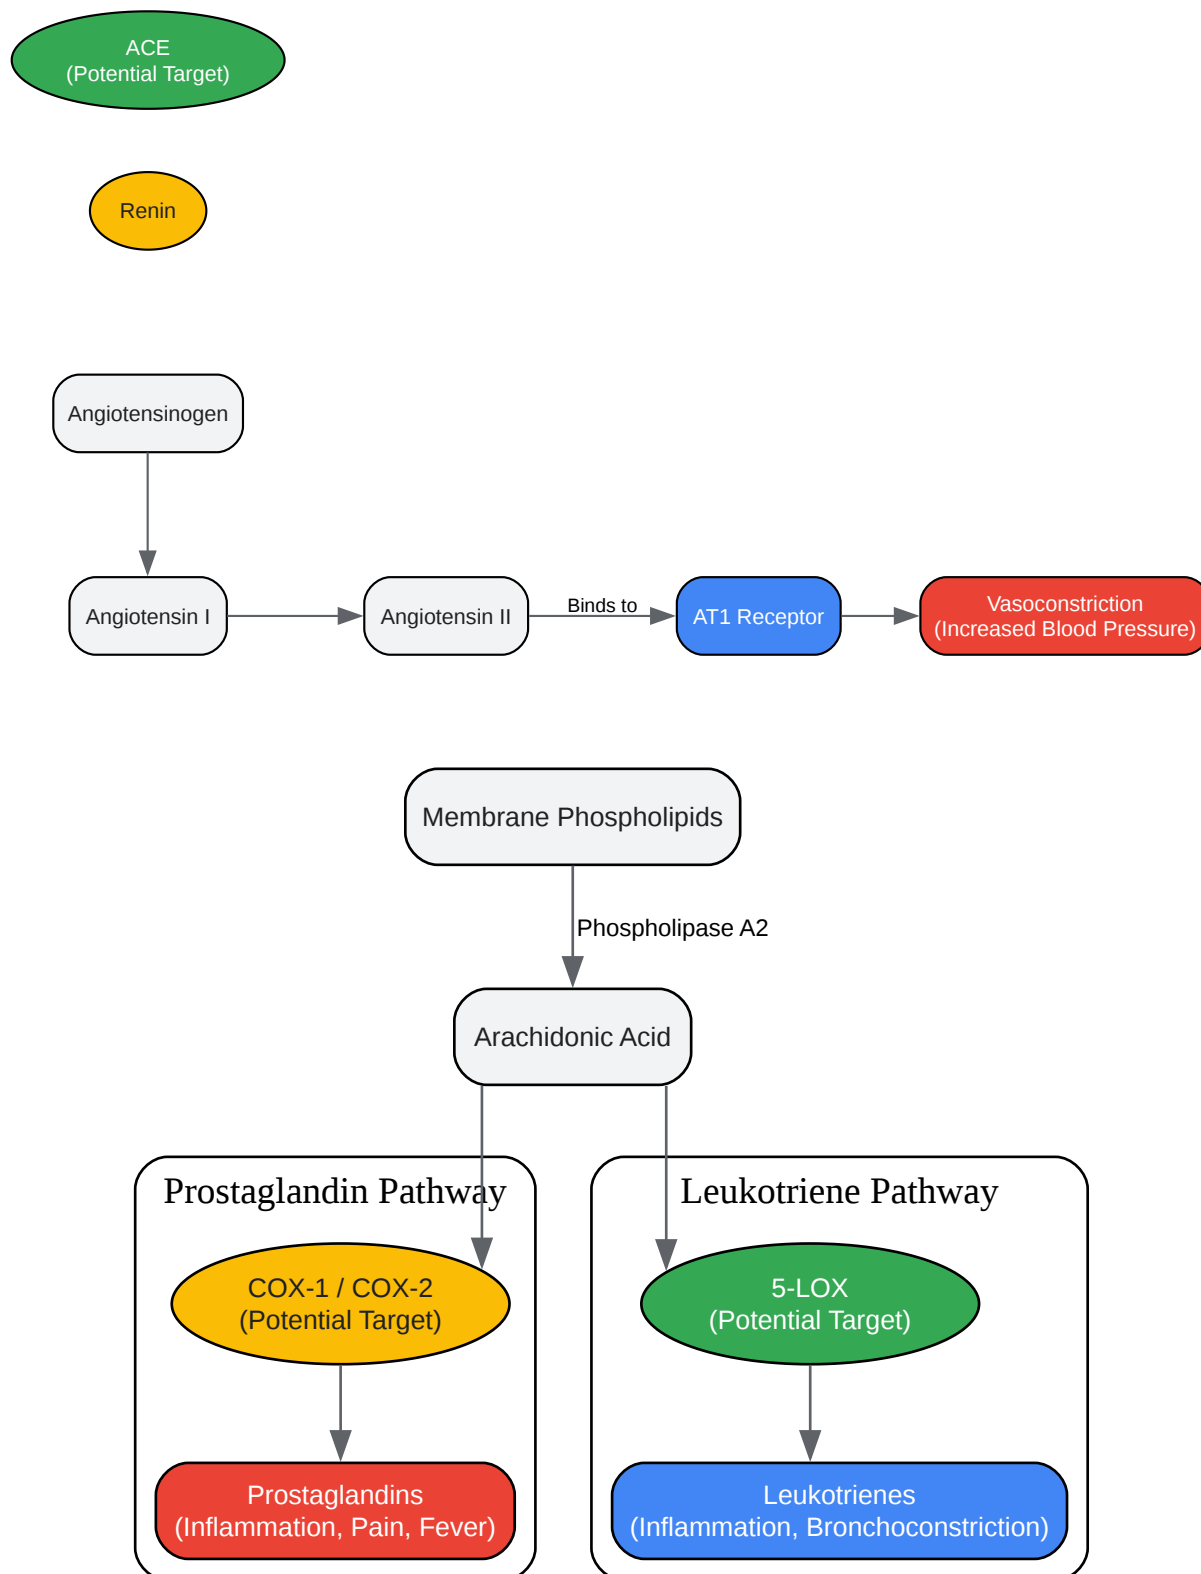 ACE
(Potential Target)
Renin
Angiotensinogen
Angiotensin I
Angiotensin II
Binds to
AT1 Receptor
Vasoconstriction
(Increased Blood Pressure)
Membrane Phospholipids
Phospholipase A2
Arachidonic Acid
Prostaglandin Pathway
COX-1 / COX-2
(Potential Target)
Prostaglandins
(Inflammation, Pain, Fever)
Leukotriene Pathway
5-LOX
(Potential Target)
Leukotrienes
(Inflammation, Bronchoconstriction)